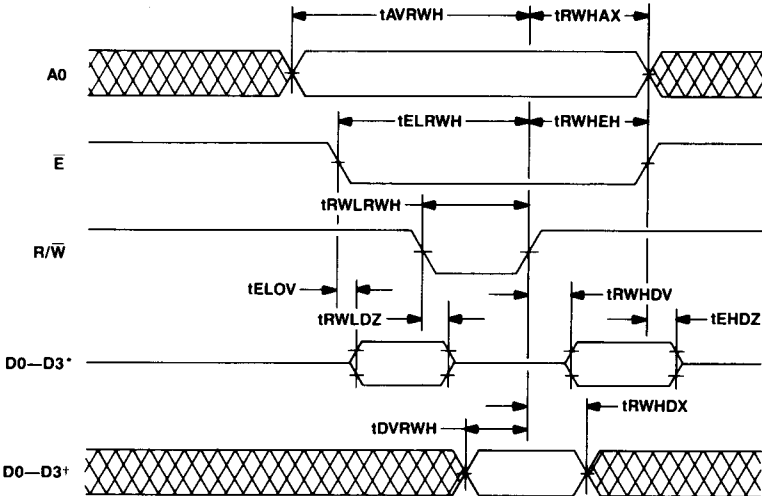 tAVRWH tRWHAX
A0
tELRWH tRWHEH
E̅
tRWLRWH
R/W̅
tELOV tRWHDV
tRWLDZ tEHDZ
D0—D3*
tRWHDX
tDVRWH
D0—D3†